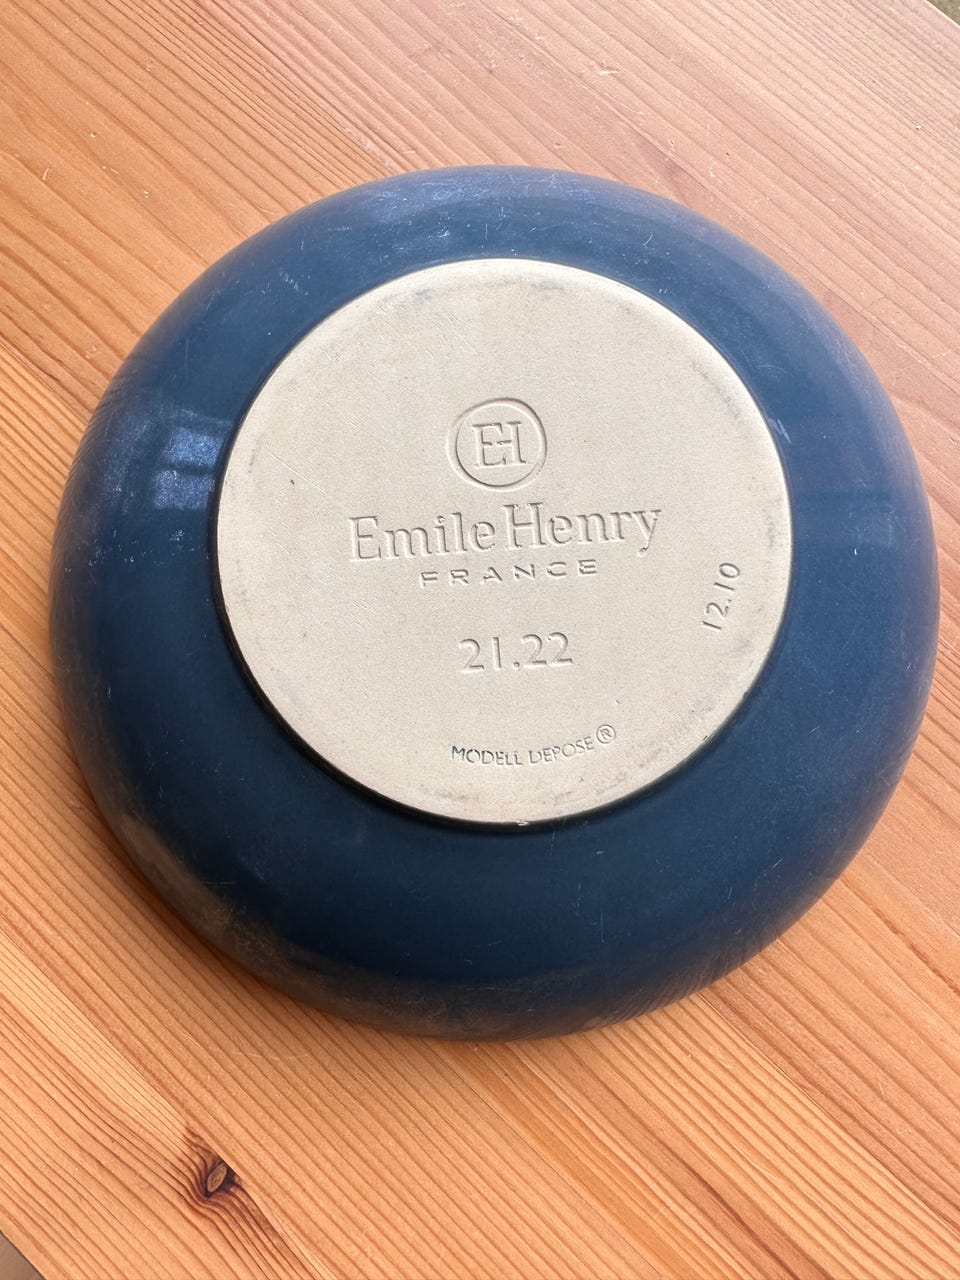 EH
Emile Henry
FRANCE
21.22
12.10
MODELL DEPOSE®